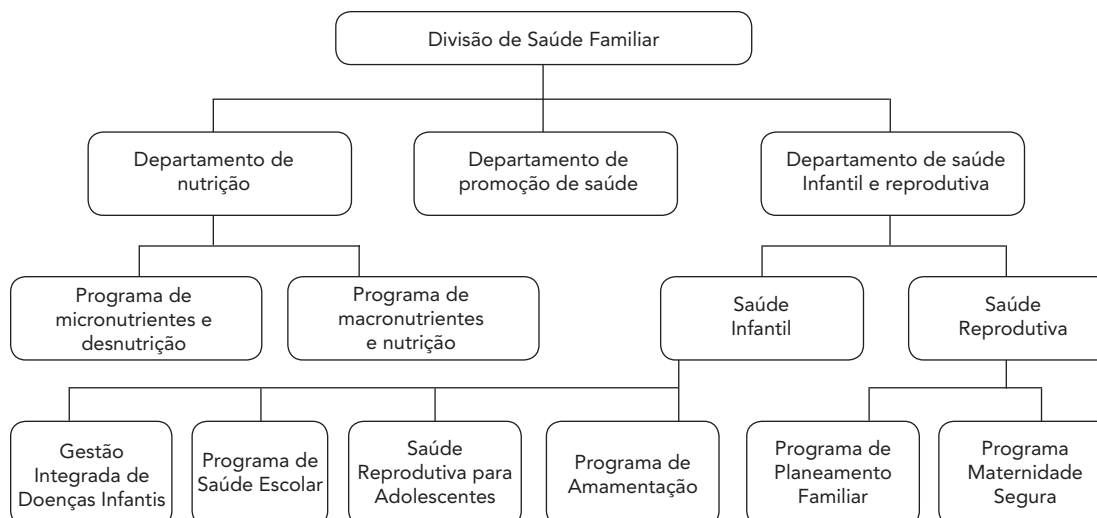 Divisão de Saúde Familiar
Departamento de
nutrição
Departamento de
promoção de saúde
Departamento de saúde
Infantil e reprodutiva
Programa de
micronutrientes e
desnutrição
Programa de
macronutrientes
e nutrição
Saúde
Infantil
Saúde
Reprodutiva
Gestão
Integrada de
Doenças Infantis
Programa de
Saúde Escolar
Saúde
Reprodutiva para
Adolescentes
Programa de
Amamentação
Programa de
Planeamento
Familiar
Programa
Maternidade
Segura